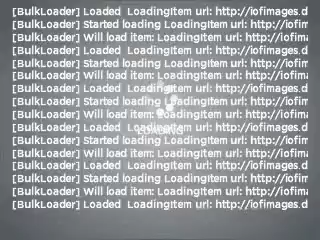 [BulkLoader] Loaded LoadingItem url: http://iofimages.d
[BulkLoader] Started loading LoadingItem url: http://iofim
[BulkLoader] Will load item: LoadingItem url: http://iofima
[BulkLoader] Loaded LoadingItem url: http://iofimages.d
[BulkLoader] Started loading LoadingItem url: http://iofim
[BulkLoader] Will load item: LoadingItem url: http://iofima
[BulkLoader] Loaded LoadingItem url: http://iofimages.d
[BulkLoader] Started loading LoadingItem url: http://iofim
[BulkLoader] Will load item: LoadingItem url: http://iofima
[BulkLoader] Loaded LoadingItem url: http://iofimages.d
LOADING
[BulkLoader] Started loading LoadingItem url: http://iofim
[BulkLoader] Will load item: LoadingItem url: http://iofima
[BulkLoader] Loaded LoadingItem url: http://iofimages.d
[BulkLoader] Started loading LoadingItem url: http://iofim
[BulkLoader] Will load item: LoadingItem url: http://iofima
[BulkLoader] Loaded LoadingItem url: http://iofimages.d